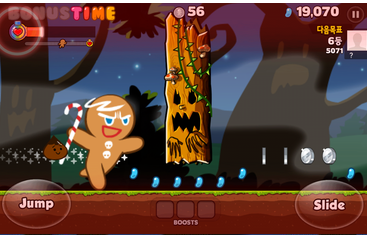 BONUSTIME
56
19,070
다음목표
6등
5071
?
Jump
Slide
BOOSTS